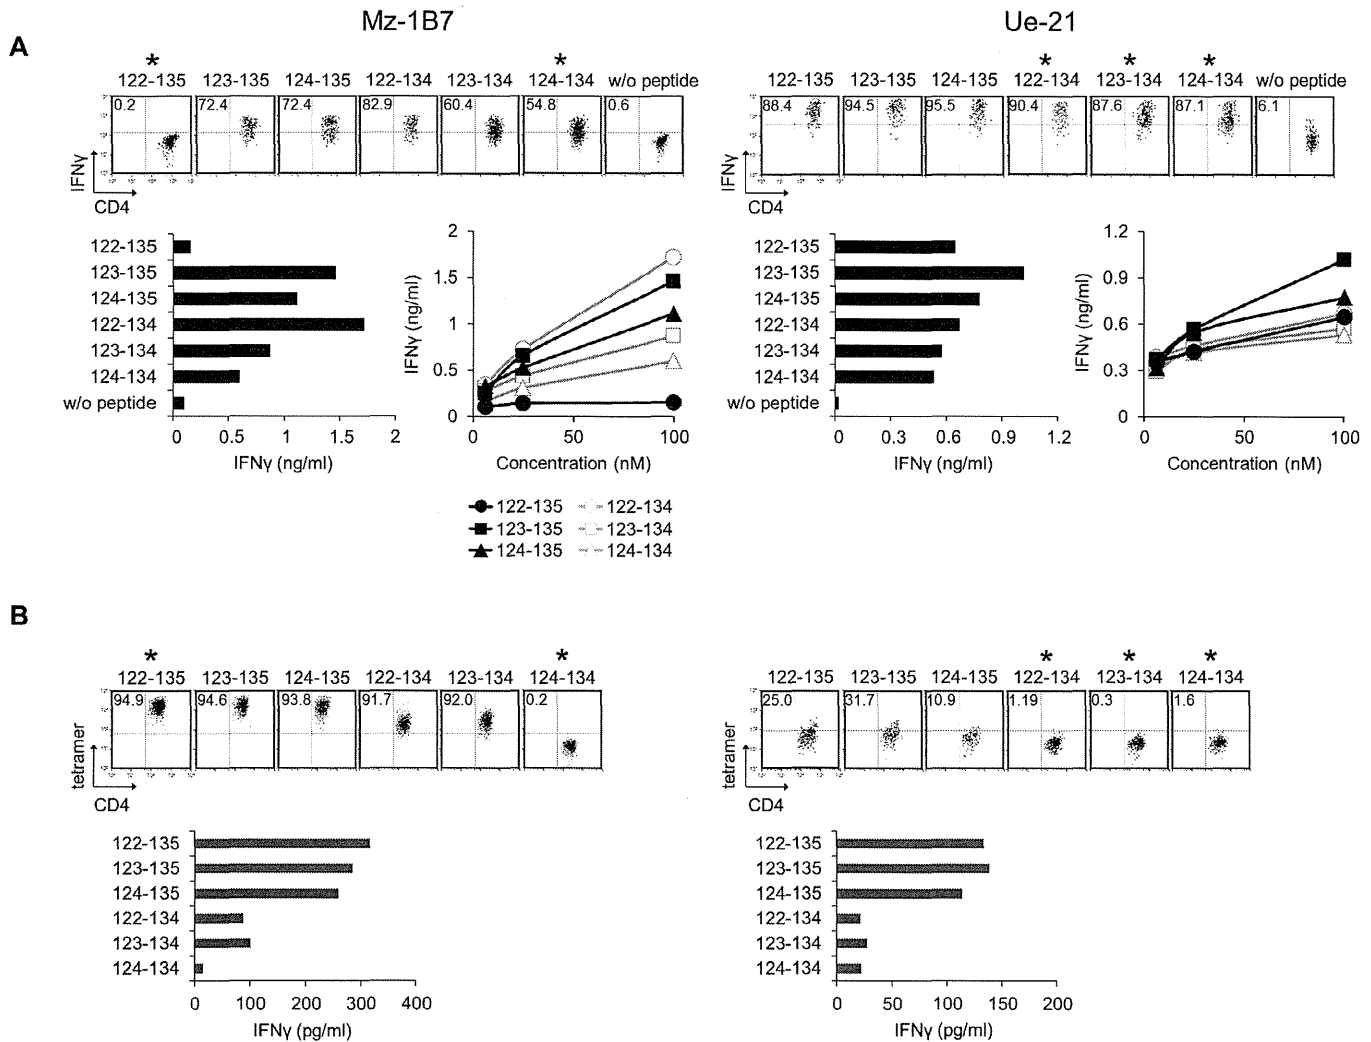 Mz-1B7
Ue-21
A
* *
122-135 123-135 124-135 122-134 123-134 124-134 w/o peptide
0.2 72.4 72.4 82.9 60.4 54.8 0.6
IFNγ
CD4
* * *
122-135 123-135 124-135 122-134 123-134 124-134 w/o peptide
88.4 94.5 95.5 90.4 87.6 87.1 6.1
IFNγ
CD4
122-135
123-135
124-135
122-134
123-134
124-134
w/o peptide
0 0.5 1 1.5 2
IFNγ (ng/ml)
2
1.5
1
0.5
0
IFNγ (ng/ml)
0 50 100
Concentration (nM)
122-135
123-135
124-135
122-134
123-134
124-134
w/o peptide
0 0.3 0.6 0.9 1.2
IFNγ (ng/ml)
1.2
0.9
0.6
0.3
0
IFNγ (ng/ml)
0 50 100
Concentration (nM)
122-135 122-134
123-135 123-134
124-135 124-134
B
* *
122-135 123-135 124-135 122-134 123-134 124-134
94.9 94.6 93.8 91.7 92.0 0.2
tetramer
CD4
* * *
122-135 123-135 124-135 122-134 123-134 124-134
25.0 31.7 10.9 1.19 0.3 1.6
tetramer
CD4
122-135
123-135
124-135
122-134
123-134
124-134
0 100 200 300 400
IFNγ (pg/ml)
122-135
123-135
124-135
122-134
123-134
124-134
0 50 100 150 200
IFNγ (pg/ml)